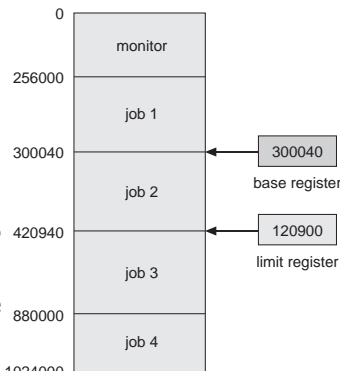 0
monitor
256000
job 1
300040
300040
base register
job 2
420940
120900
limit register
job 3
880000
job 4
1024000